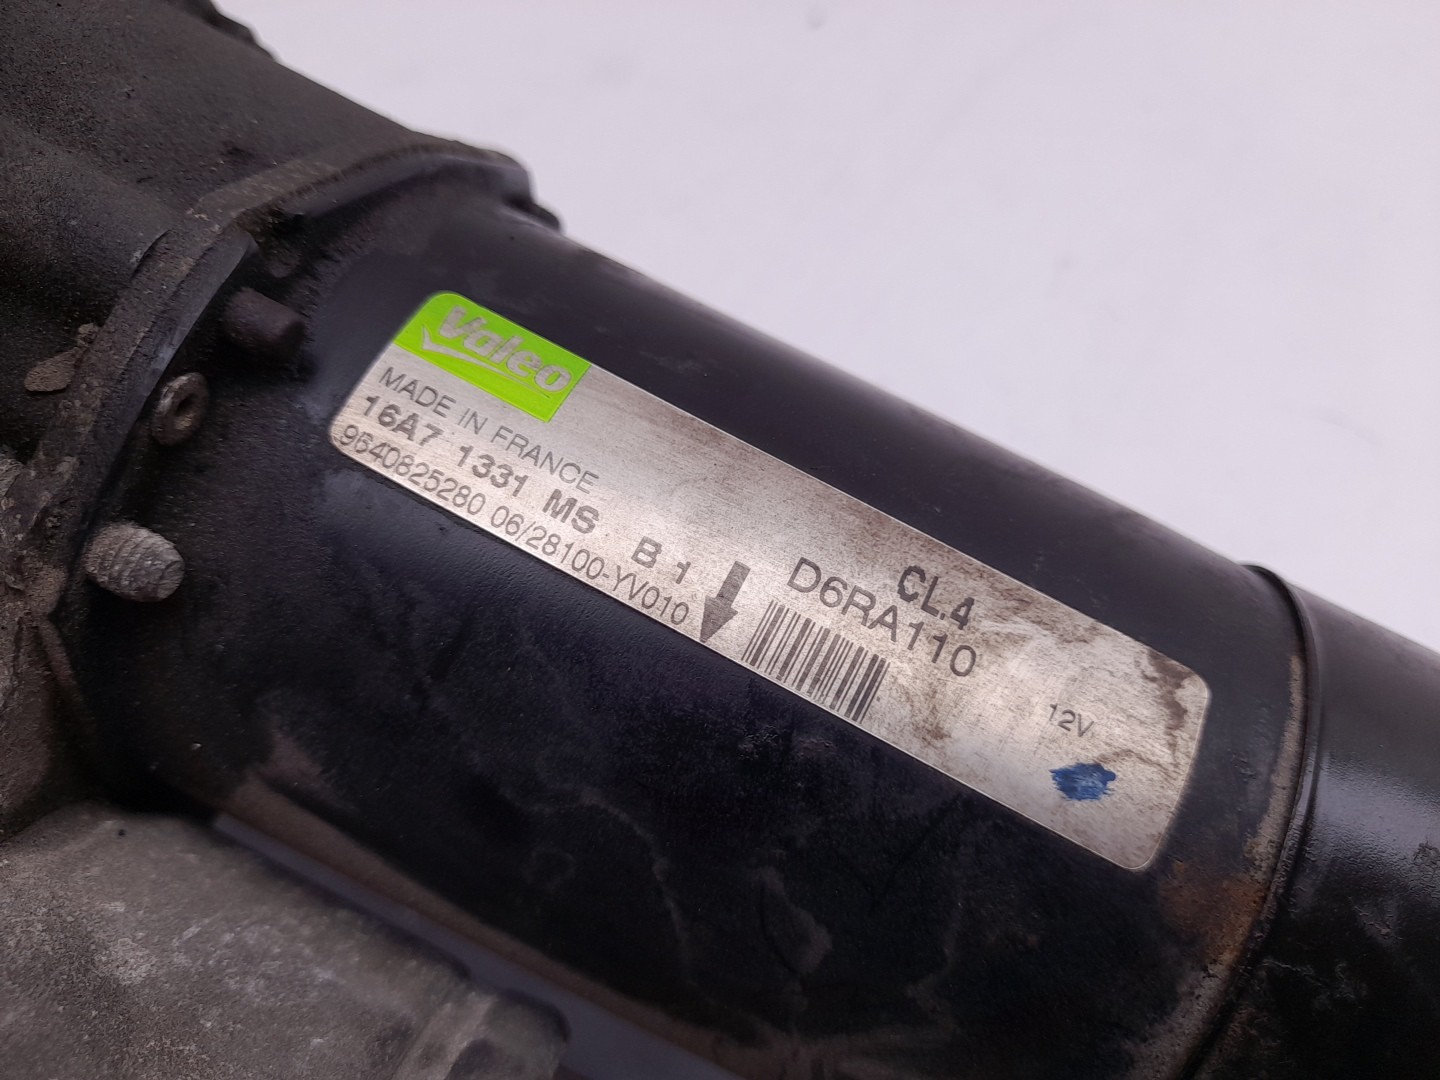 Valeo
MADE IN FRANCE
16A7 1331 MS B 1
9640825280 06/28100-YV010
CL.4
D6RA110
12V